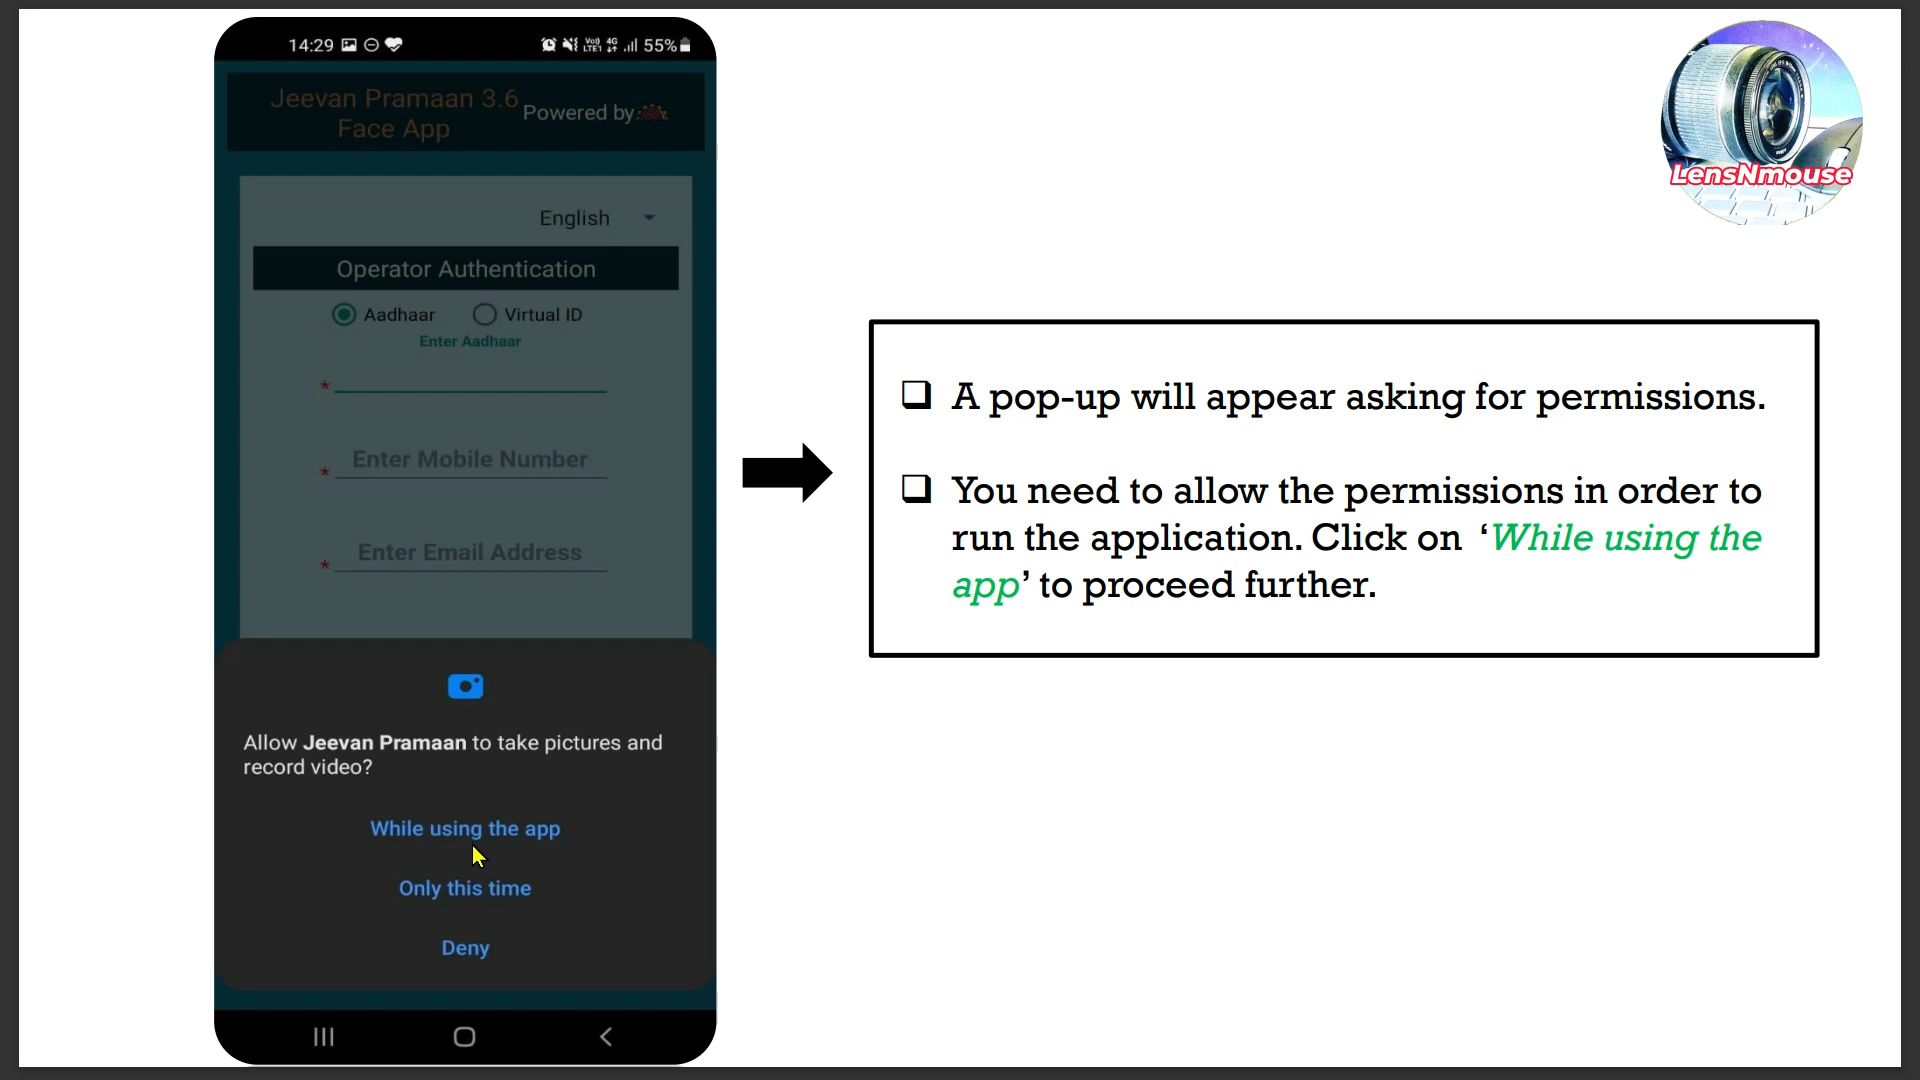 14:29
Vo) 4G 55%
LTE1
Jeevan Pramaan 3.6
Face App
Powered by
English
Operator Authentication
Aadhaar Virtual ID
Enter Aadhaar
*
* Enter Mobile Number
* Enter Email Address
Allow Jeevan Pramaan to take pictures and
record video?
While using the app
Only this time
Deny
LensNmouse
❑ A pop-up will appear asking for permissions.
❑ You need to allow the permissions in order to
run the application. Click on ‘While using the
app’ to proceed further.